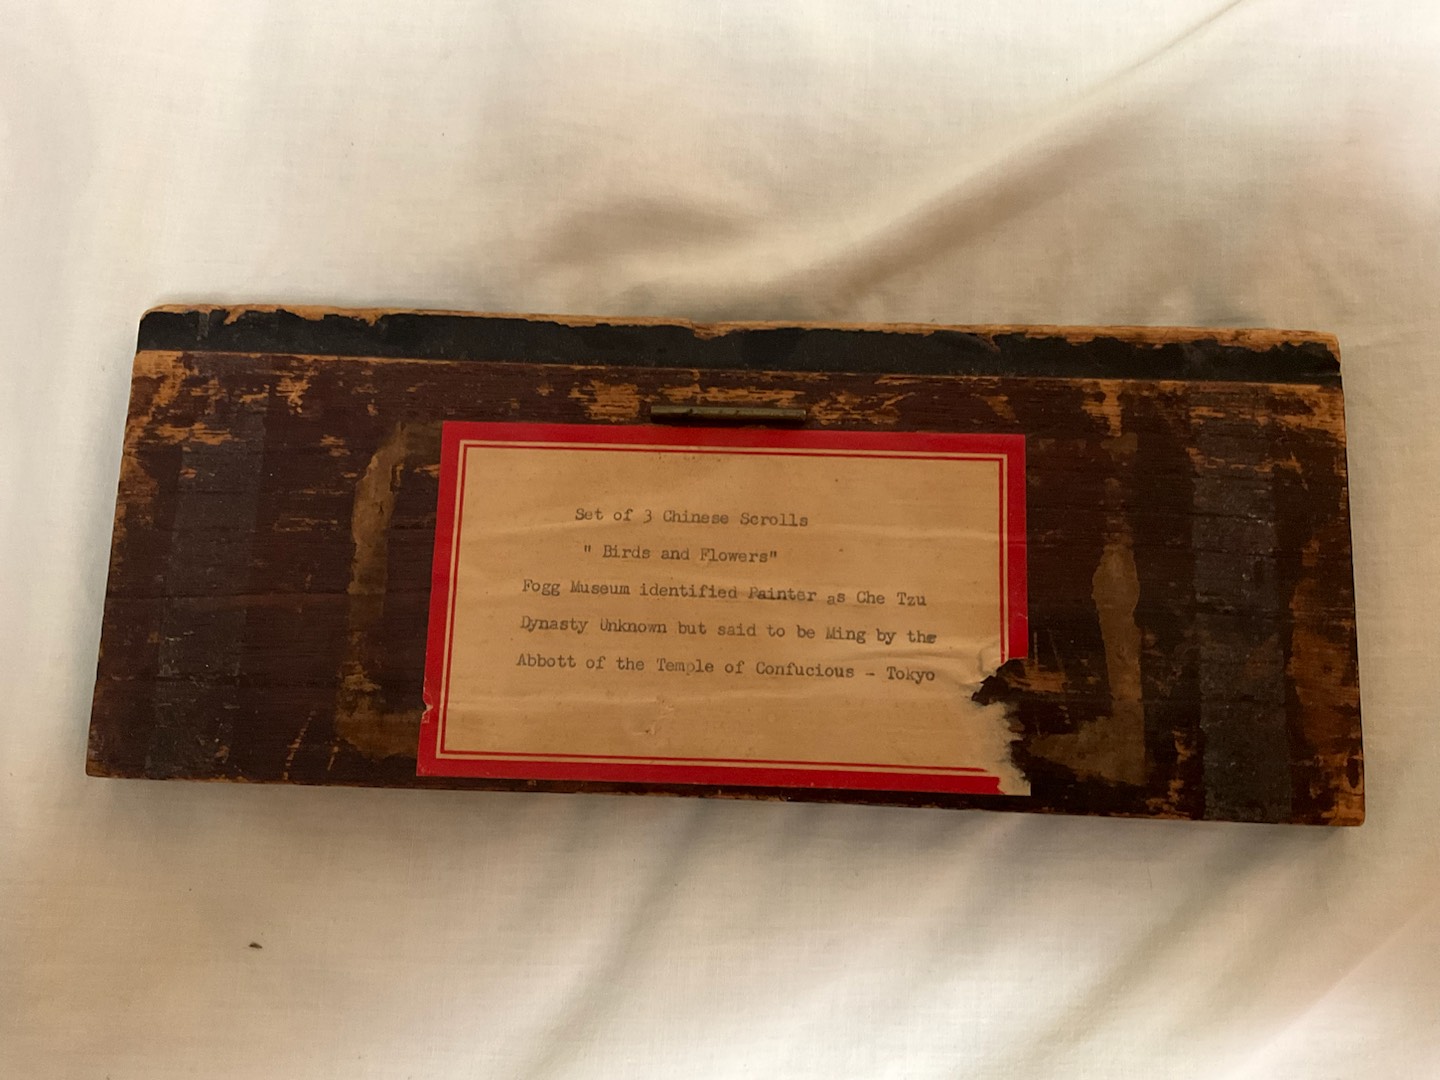 Set of 3 Chinese Scrolls
" Birds and Flowers"
Fogg Museum identified Painter as Che Tzu
Dynasty Unknown but said to be Ming by the
Abbott of the Temple of Confucious - Tokyo